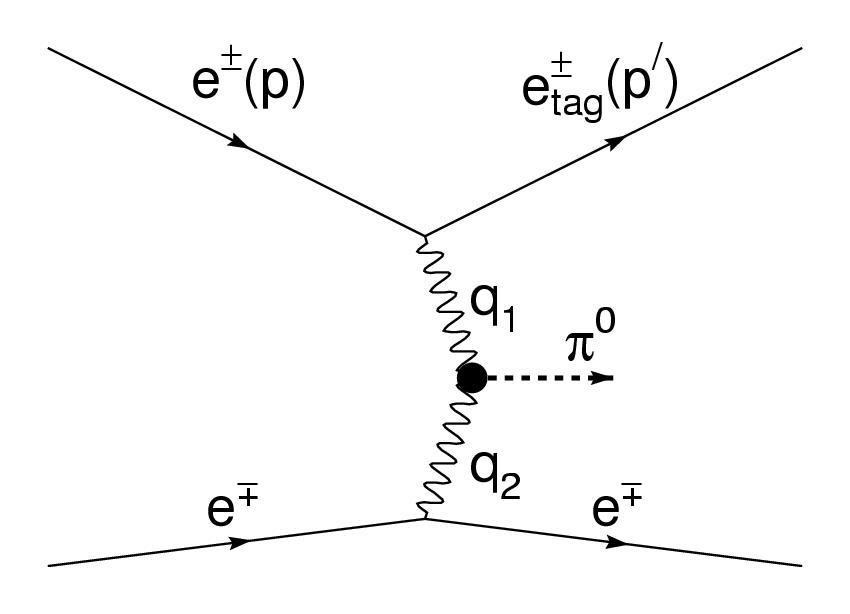 e±(p)
e±tag(p′)
q1
π0
q2
e∓
e∓